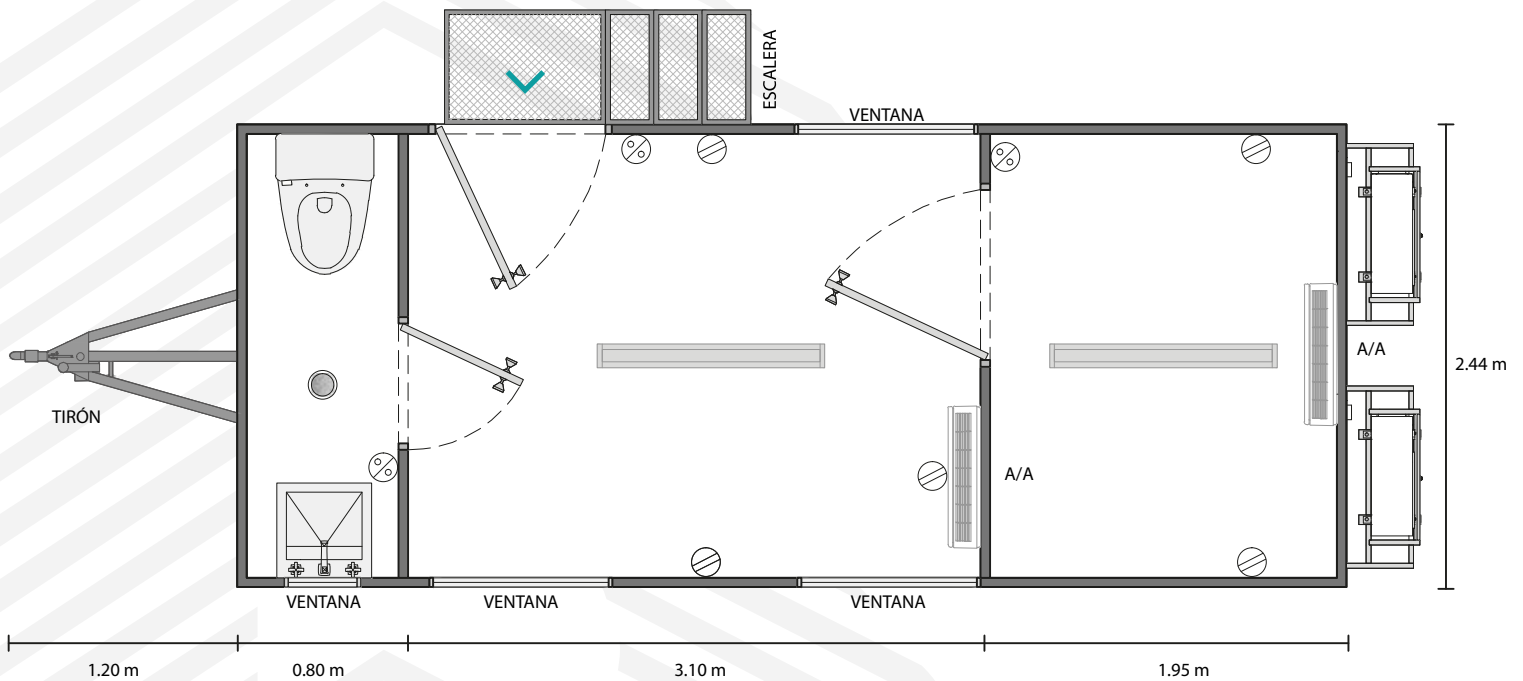 ESCALERA
VENTANA
A/A
2.44 m
TIRÓN
A/A
VENTANA
VENTANA
VENTANA
1.20 m
0.80 m
3.10 m
1.95 m